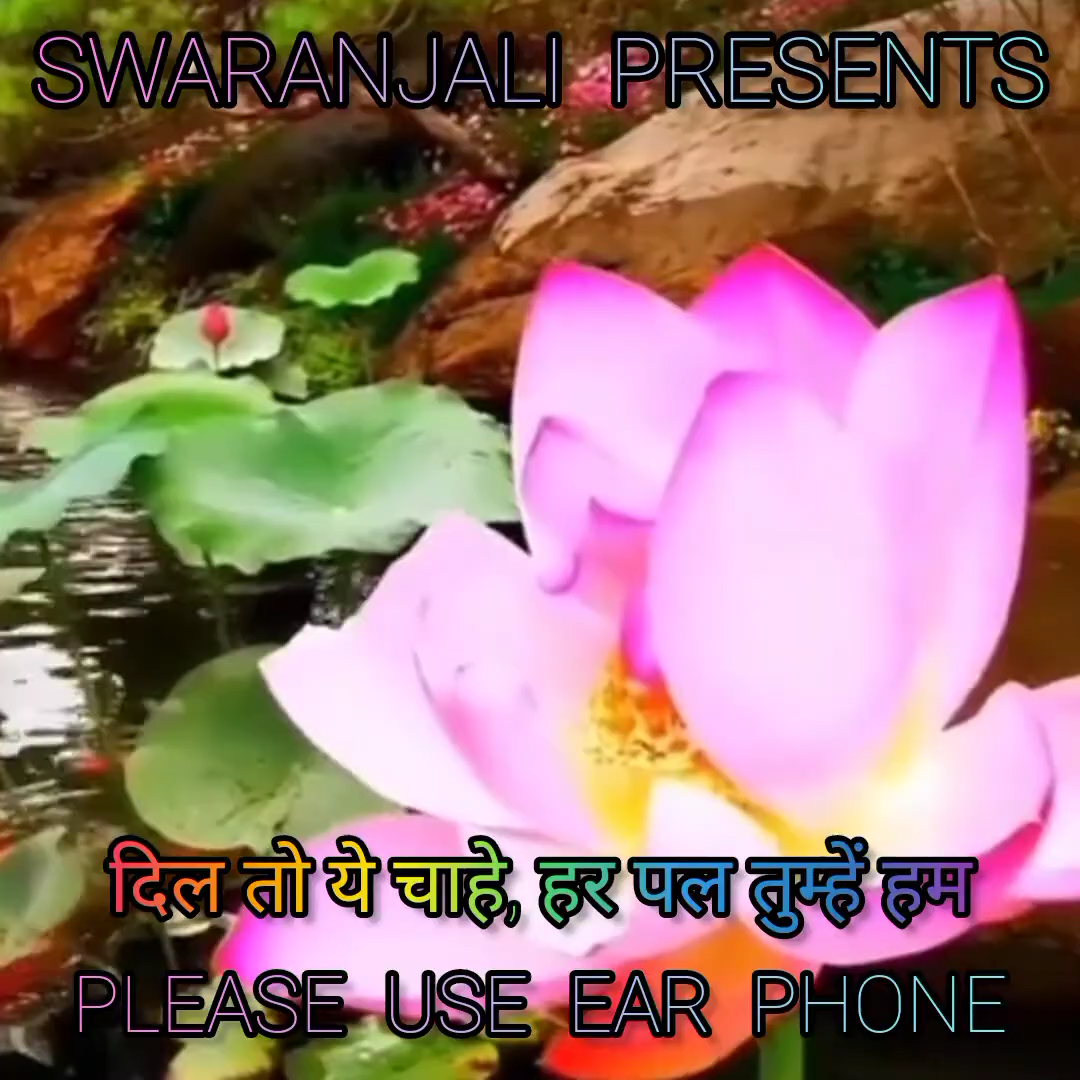 SWARANJALI PRESENTS
दिल तो ये चाहे, हर पल तुम्हें हम
PLEASE USE EAR PHONE